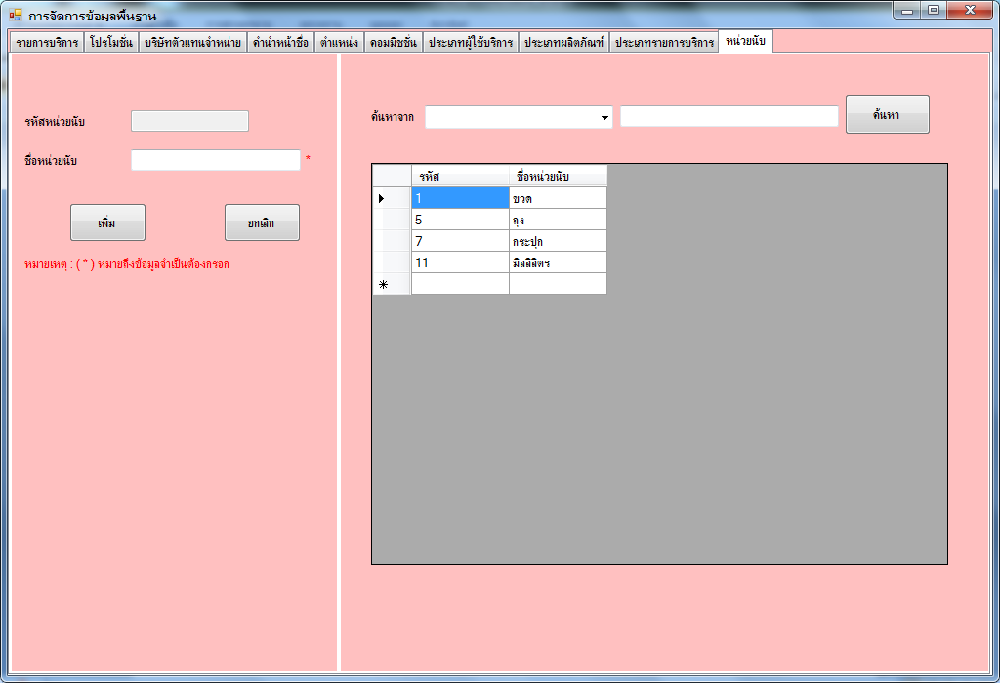 การจัดการข้อมูลพื้นฐาน
รายการบริการ โปรโมชั่น บริษัทตัวแทนจำหน่าย คำนำหน้าชื่อ ตำแหน่ง คอมมิชชั่น ประเภทผู้ใช้บริการ ประเภทผลิตภัณฑ์ ประเภทรายการบริการ หน่วยนับ
รหัสหน่วยนับ
ชื่อหน่วยนับ *
เพิ่ม ยกเลิก
หมายเหตุ : ( * ) หมายถึงข้อมูลจำเป็นต้องกรอก
ค้นหาจาก ค้นหา
รหัส ชื่อหน่วยนับ
1 ขวด
5 ถุง
7 กระปุก
11 มิลลิลิตร